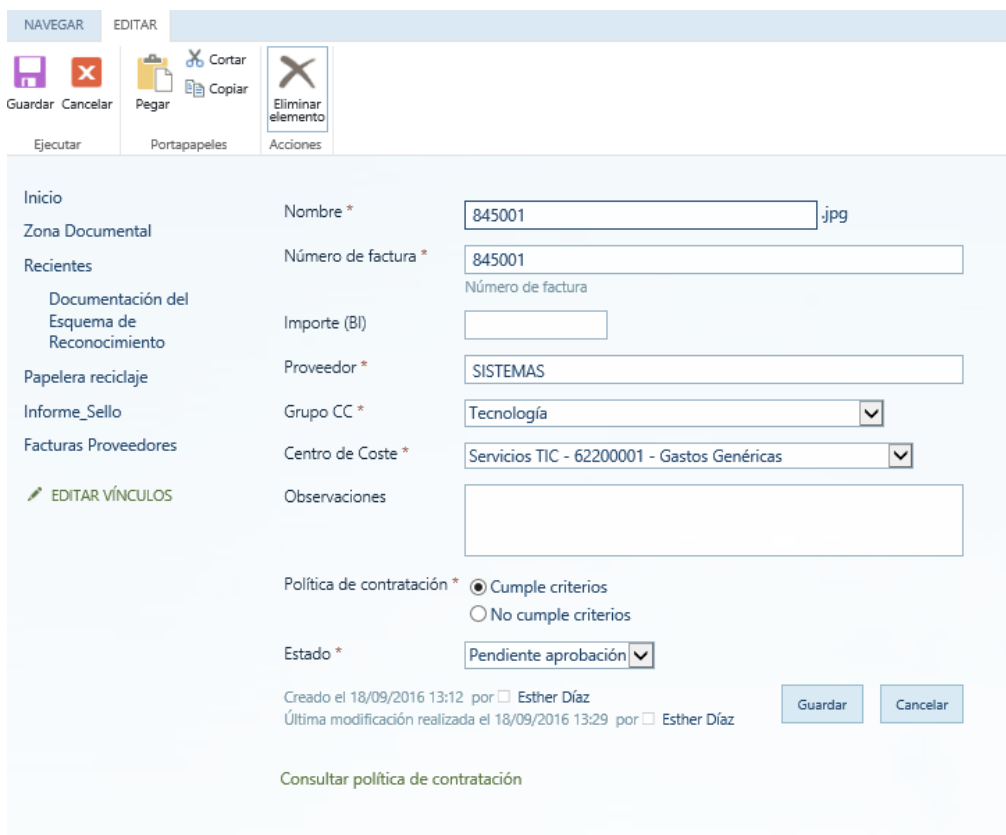 NAVEGAR EDITAR
Guardar Cancelar
Pegar
Cortar
Copiar
Eliminar
elemento
Ejecutar Portapapeles Acciones
Inicio
Zona Documental
Recientes
Documentación del
Esquema de
Reconocimiento
Papelera reciclaje
Informe_Sello
Facturas Proveedores
EDITAR VÍNCULOS
Nombre * 845001 .jpg
Número de factura * 845001
Número de factura
Importe (BI)
Proveedor * SISTEMAS
Grupo CC * Tecnología
Centro de Coste * Servicios TIC - 62200001 - Gastos Genéricas
Observaciones
Política de contratación * Cumple criterios
No cumple criterios
Estado * Pendiente aprobación
Creado el 18/09/2016 13:12 por Esther Díaz
Última modificación realizada el 18/09/2016 13:29 por Esther Díaz
Guardar Cancelar
Consultar política de contratación